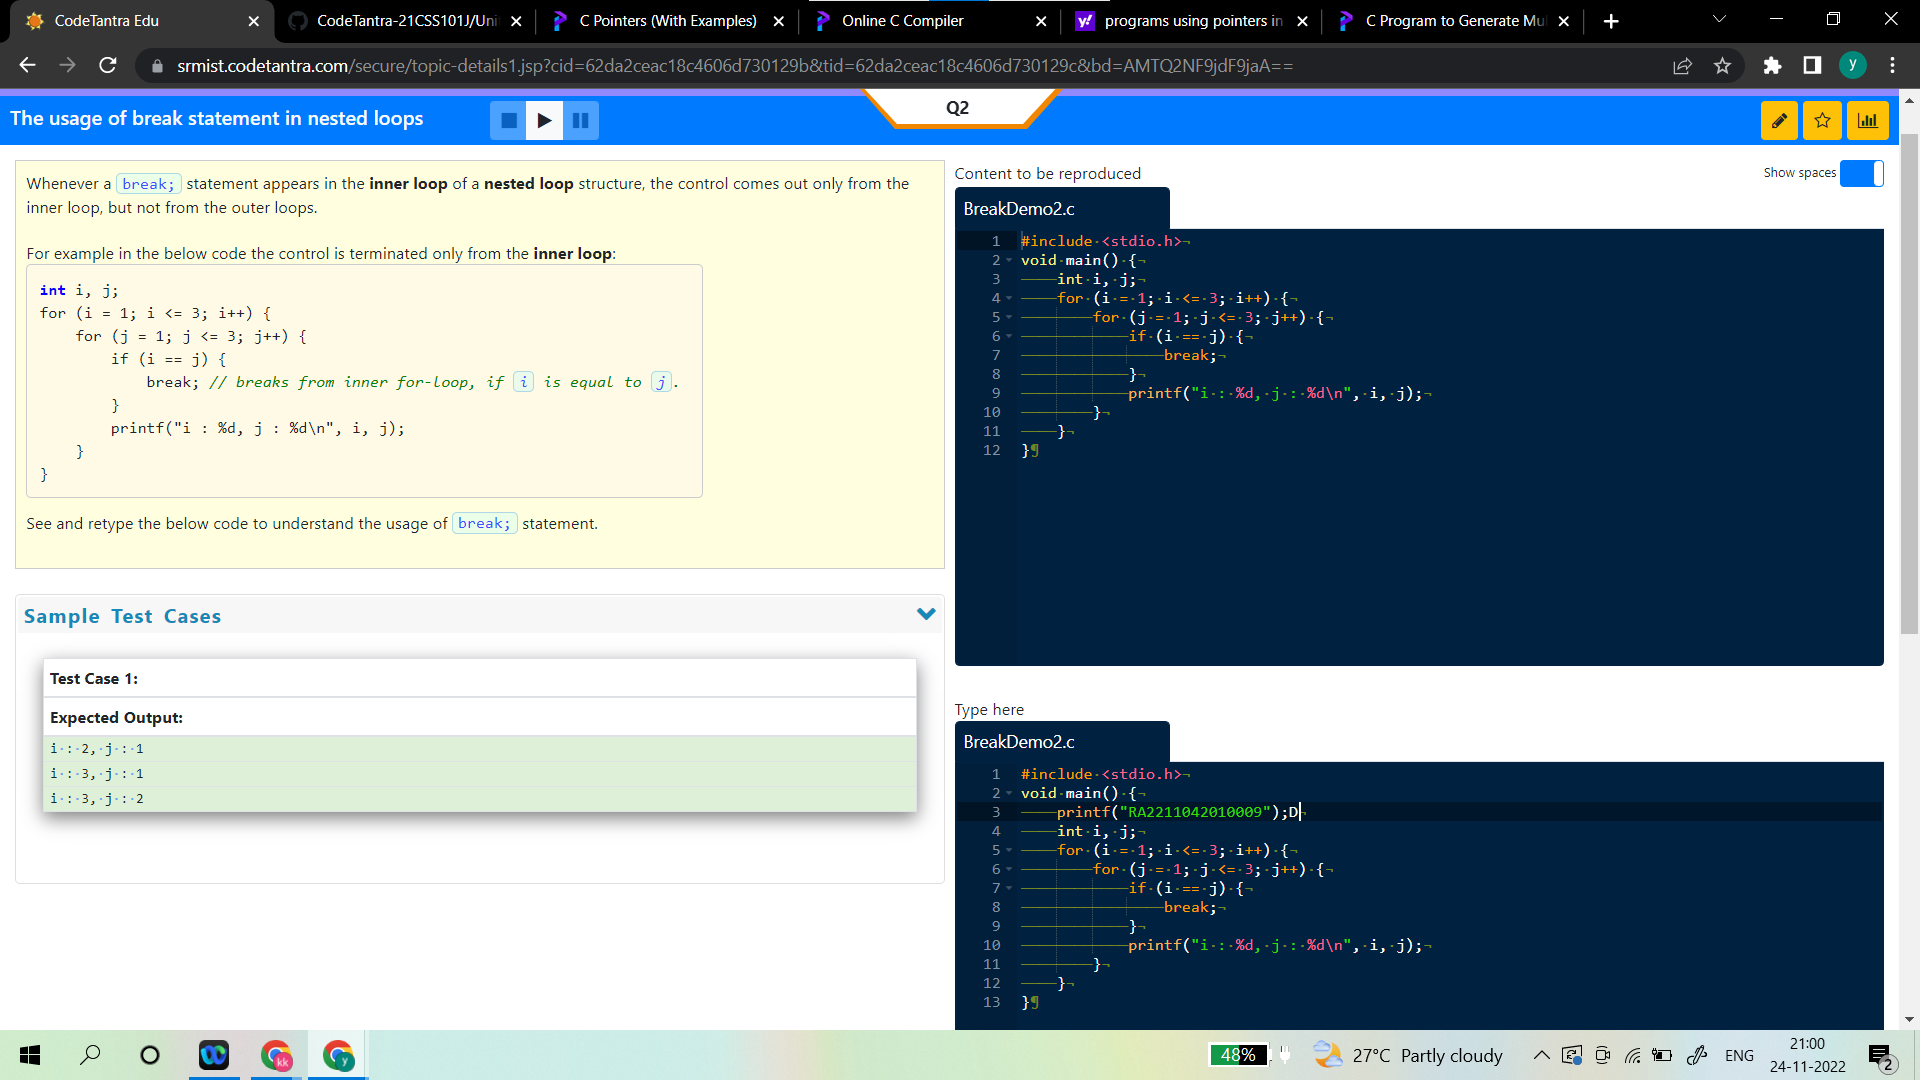 CodeTantra Edu
CodeTantra-21CSS101J/Uni
C Pointers (With Examples)
Online C Compiler
programs using pointers in
C Program to Generate Mul
srmist.codetantra.com/secure/topic-details1.jsp?cid=62da2ceac18c4606d730129b&tid=62da2ceac18c4606d730129c&bd=AMTQ2NF9jdF9jaA==
y
The usage of break statement in nested loops
Q2
Whenever a break; statement appears in the inner loop of a nested loop structure, the control comes out only from the
inner loop, but not from the outer loops.
For example in the below code the control is terminated only from the inner loop:
int i, j;
for (i = 1; i <= 3; i++) {
for (j = 1; j <= 3; j++) {
if (i == j) {
break; // breaks from inner for-loop, if i is equal to j.
}
printf("i : %d, j : %d\n", i, j);
}
}
See and retype the below code to understand the usage of break; statement.
Sample Test Cases
Test Case 1:
Expected Output:
i·:·2,·j·:·1
i·:·3,·j·:·1
i·:·3,·j·:·2
Content to be reproduced
Show spaces
BreakDemo2.c
1 #include·<stdio.h>¬
2 void·main()·{¬
3 int·i,·j;¬
4 for·(i·=·1;·i·<=·3;·i++)·{¬
5 for·(j·=·1;·j·<=·3;·j++)·{¬
6 if·(i·==·j)·{¬
7 break;¬
8 }¬
9 printf("i·:·%d,·j·:·%d\n",·i,·j);¬
10 }¬
11 }¬
12 }¶
Type here
BreakDemo2.c
1 #include·<stdio.h>¬
2 void·main()·{¬
3 printf("RA2211042010009");D¬
4 int·i,·j;¬
5 for·(i·=·1;·i·<=·3;·i++)·{¬
6 for·(j·=·1;·j·<=·3;·j++)·{¬
7 if·(i·==·j)·{¬
8 break;¬
9 }¬
10 printf("i·:·%d,·j·:·%d\n",·i,·j);¬
11 }¬
12 }¬
13 }¶
kk
y
48%
27°C Partly cloudy
ENG
21:00
24-11-2022
2